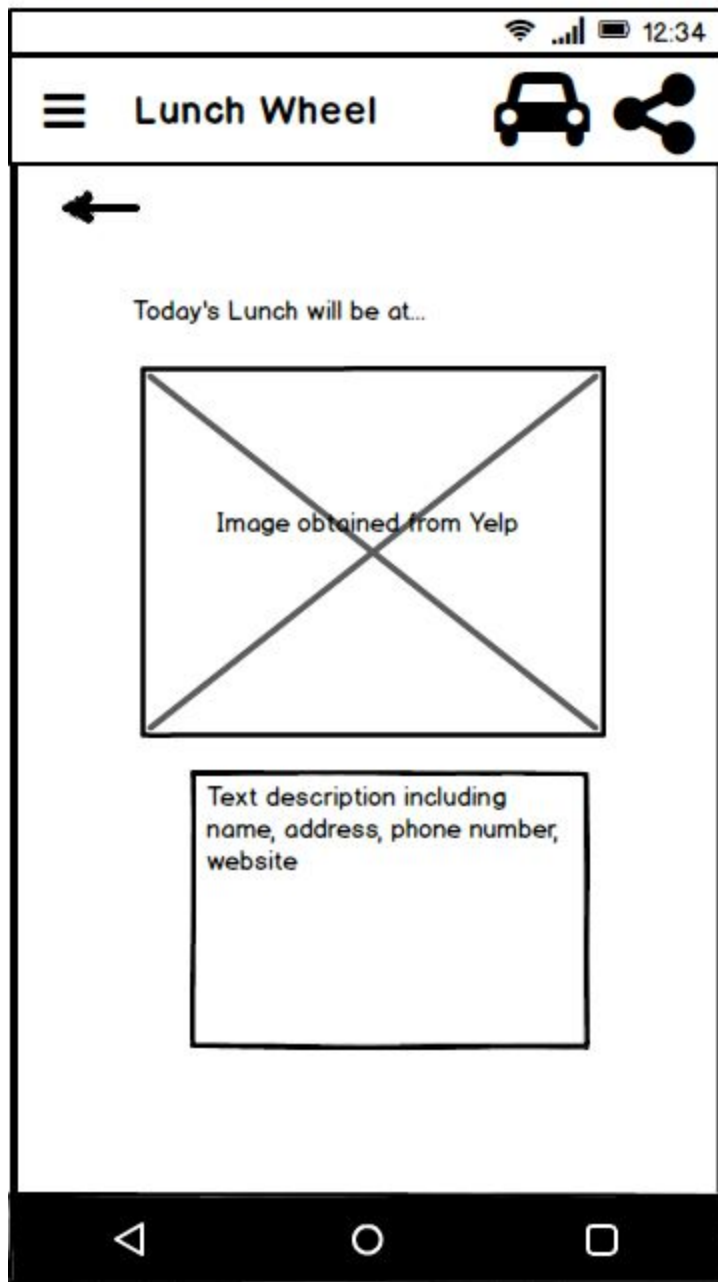 12:34
Lunch Wheel
Today's Lunch will be at...
Image obtained from Yelp
Text description including
name, address, phone number,
website